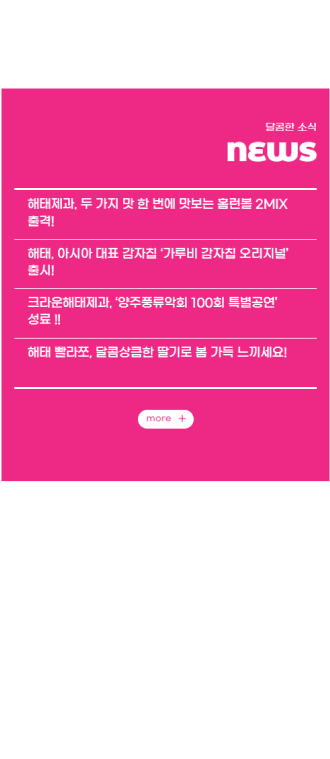 달콤한 소식
news
해태제과, 두 가지 맛 한 번에 맛보는 홈런볼 2MIX
출격!
해태, 아시아 대표 감자칩 ‘가루비 감자칩 오리지널’
출시!
크라운해태제과, ‘양주풍류악회 100회 특별공연’
성료 !!
해태 빨라쪼, 달콤상큼한 딸기로 봄 가득 느끼세요!
more +